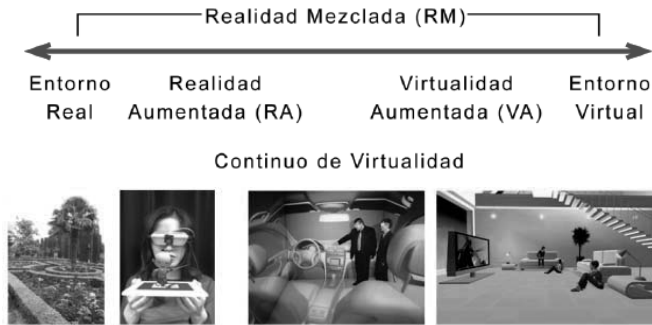 Realidad Mezclada (RM)
Entorno Real
Realidad Aumentada (RA)
Virtualidad Aumentada (VA)
Entorno Virtual
Continuo de Virtualidad